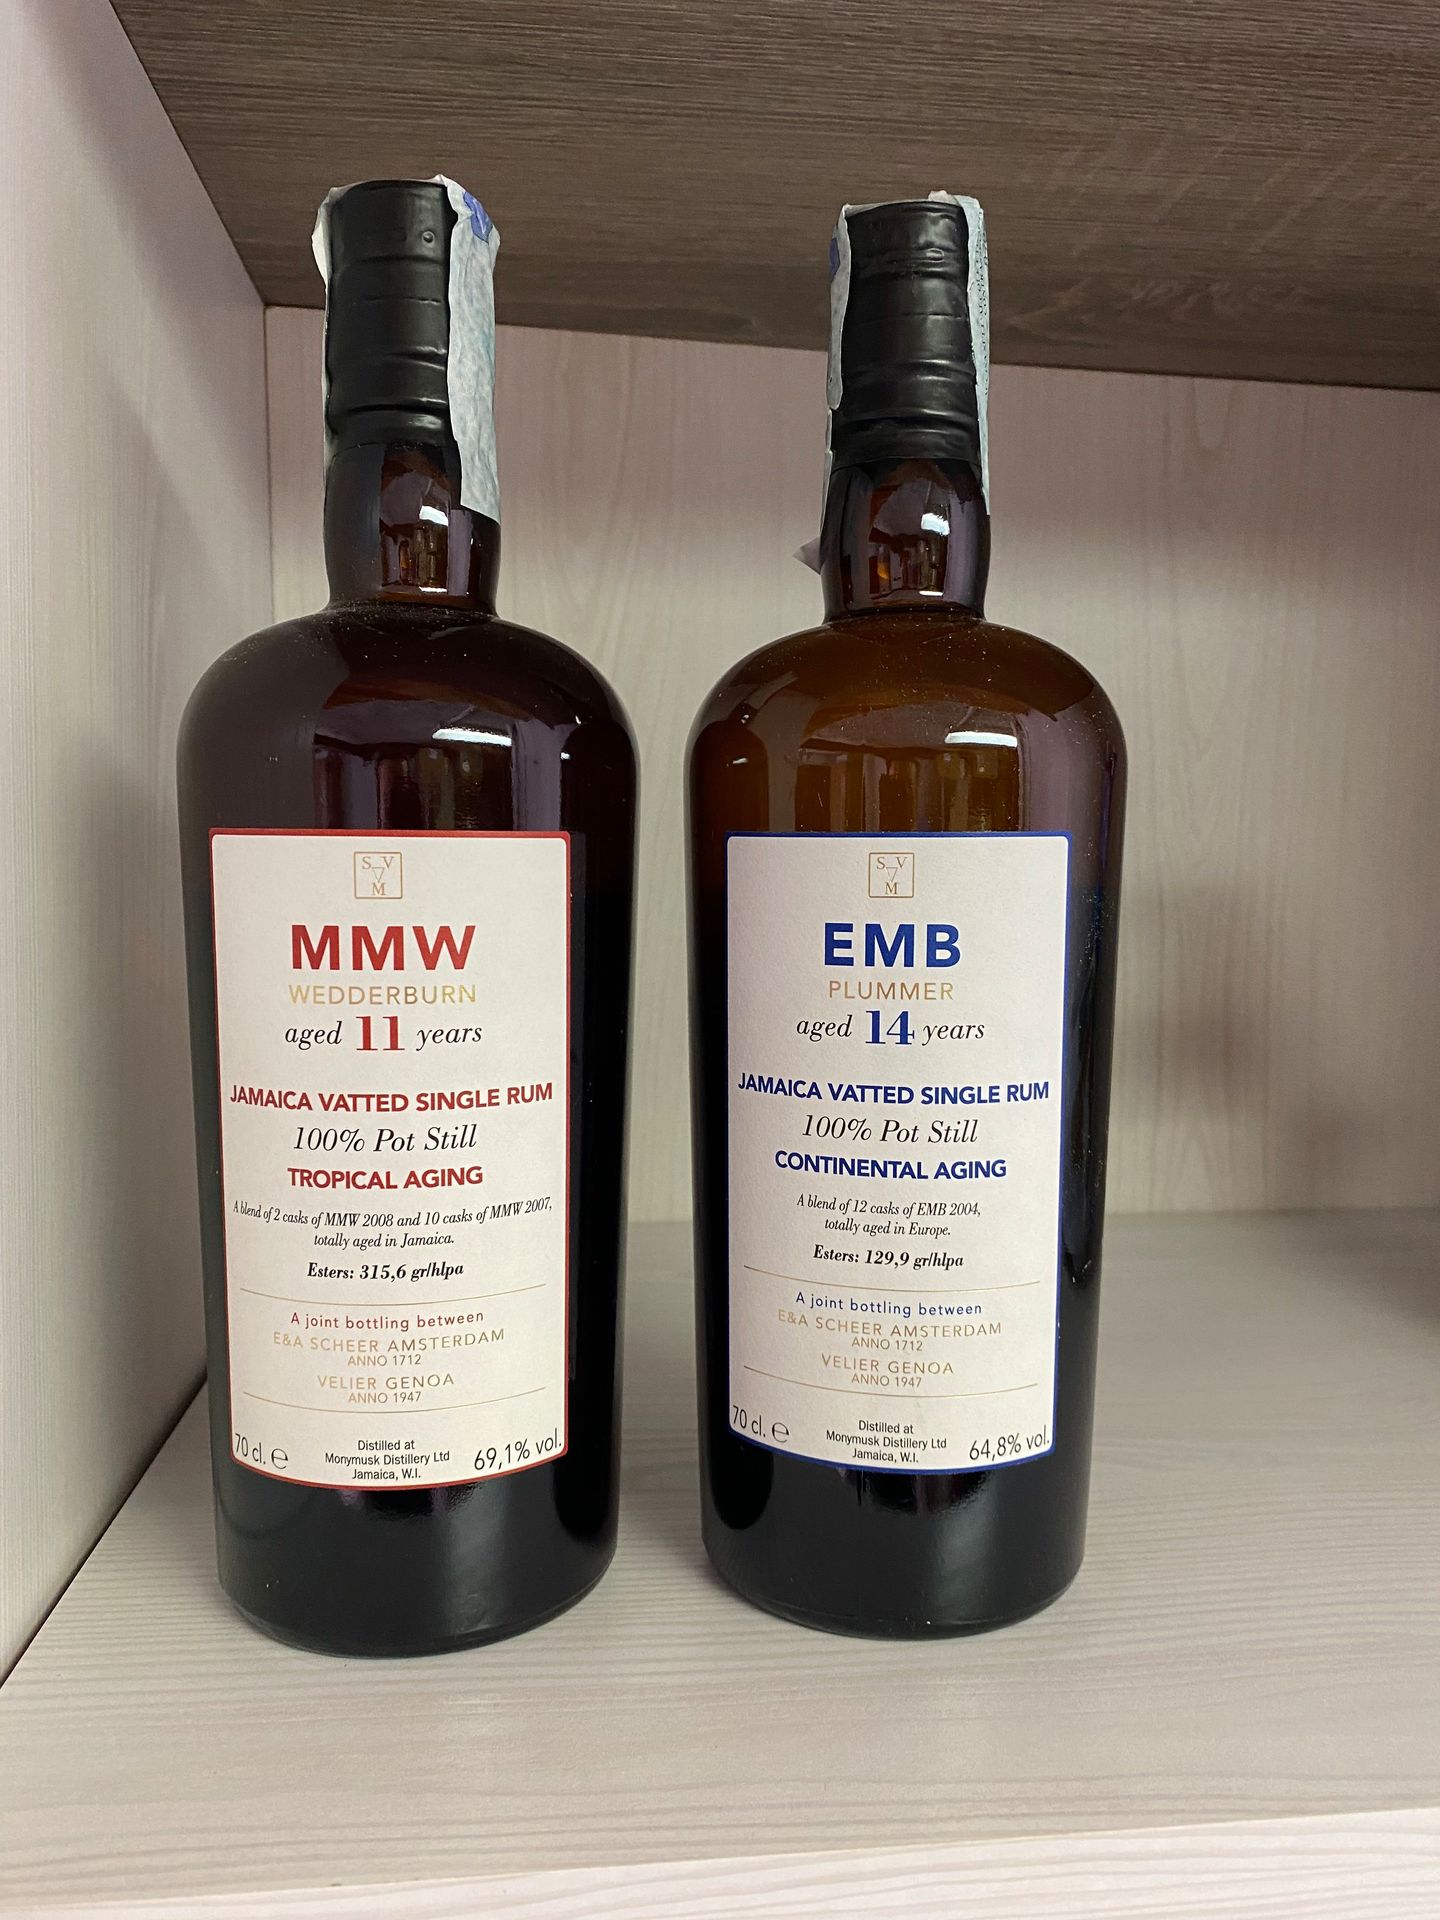 S V
M
MMW
WEDDERBURN
aged 11 years
JAMAICA VATTED SINGLE RUM
100% Pot Still
TROPICAL AGING
A blend of 2 casks of MMW 2008 and 10 casks of MMW 2007,
totally aged in Jamaica.
Esters: 315,6 gr/hlpa
A joint bottling between
E&A SCHEER AMSTERDAM
ANNO 1712
VELIER GENOA
ANNO 1947
70 cl. ℮
Distilled at
Monymusk Distillery Ltd
Jamaica, W.I.
69,1% vol.
S V
M
EMB
PLUMMER
aged 14 years
JAMAICA VATTED SINGLE RUM
100% Pot Still
CONTINENTAL AGING
A blend of 12 casks of EMB 2004,
totally aged in Europe.
Esters: 129,9 gr/hlpa
A joint bottling between
E&A SCHEER AMSTERDAM
ANNO 1712
VELIER GENOA
ANNO 1947
70 cl. ℮
Distilled at
Monymusk Distillery Ltd
Jamaica, W.I.
64,8% vol.